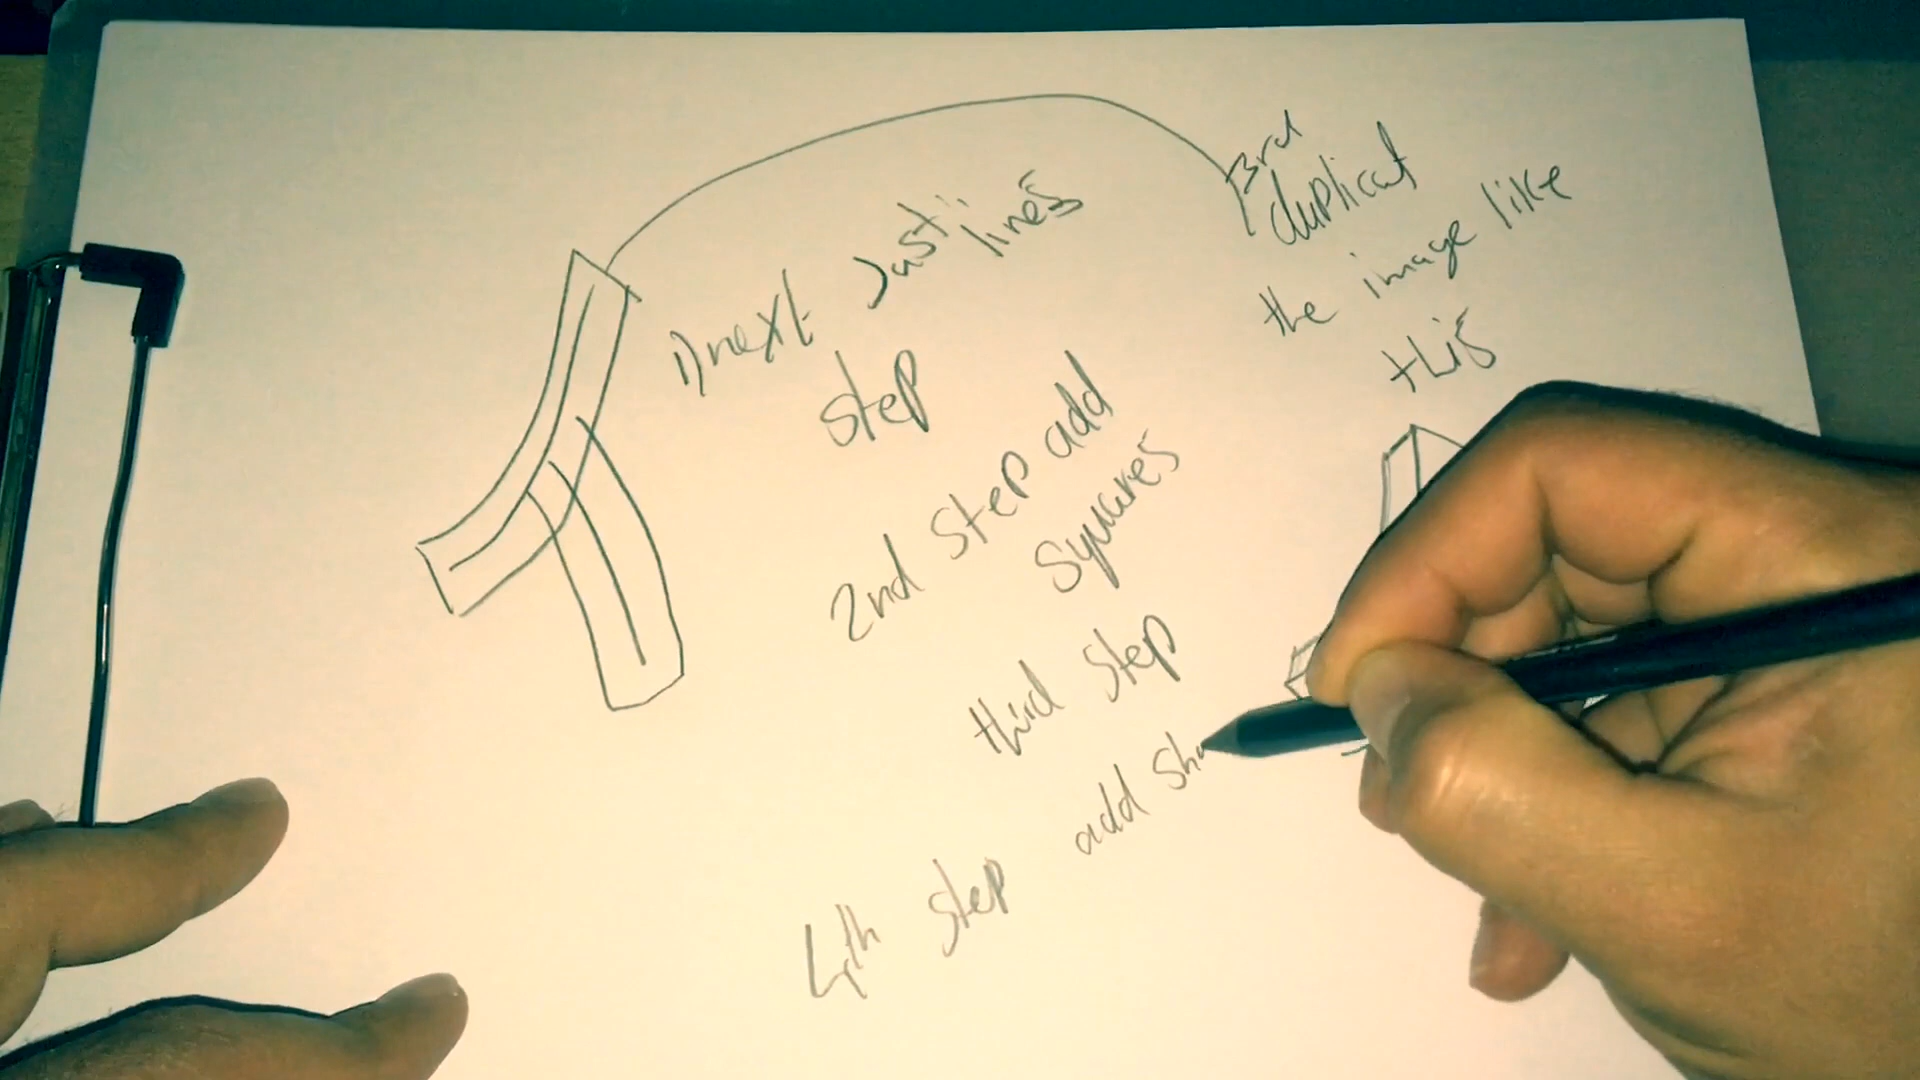 1) next Just lines
step
2nd step add
squares
third step
add sha
4th step
3rd
duplicat
the image like
this